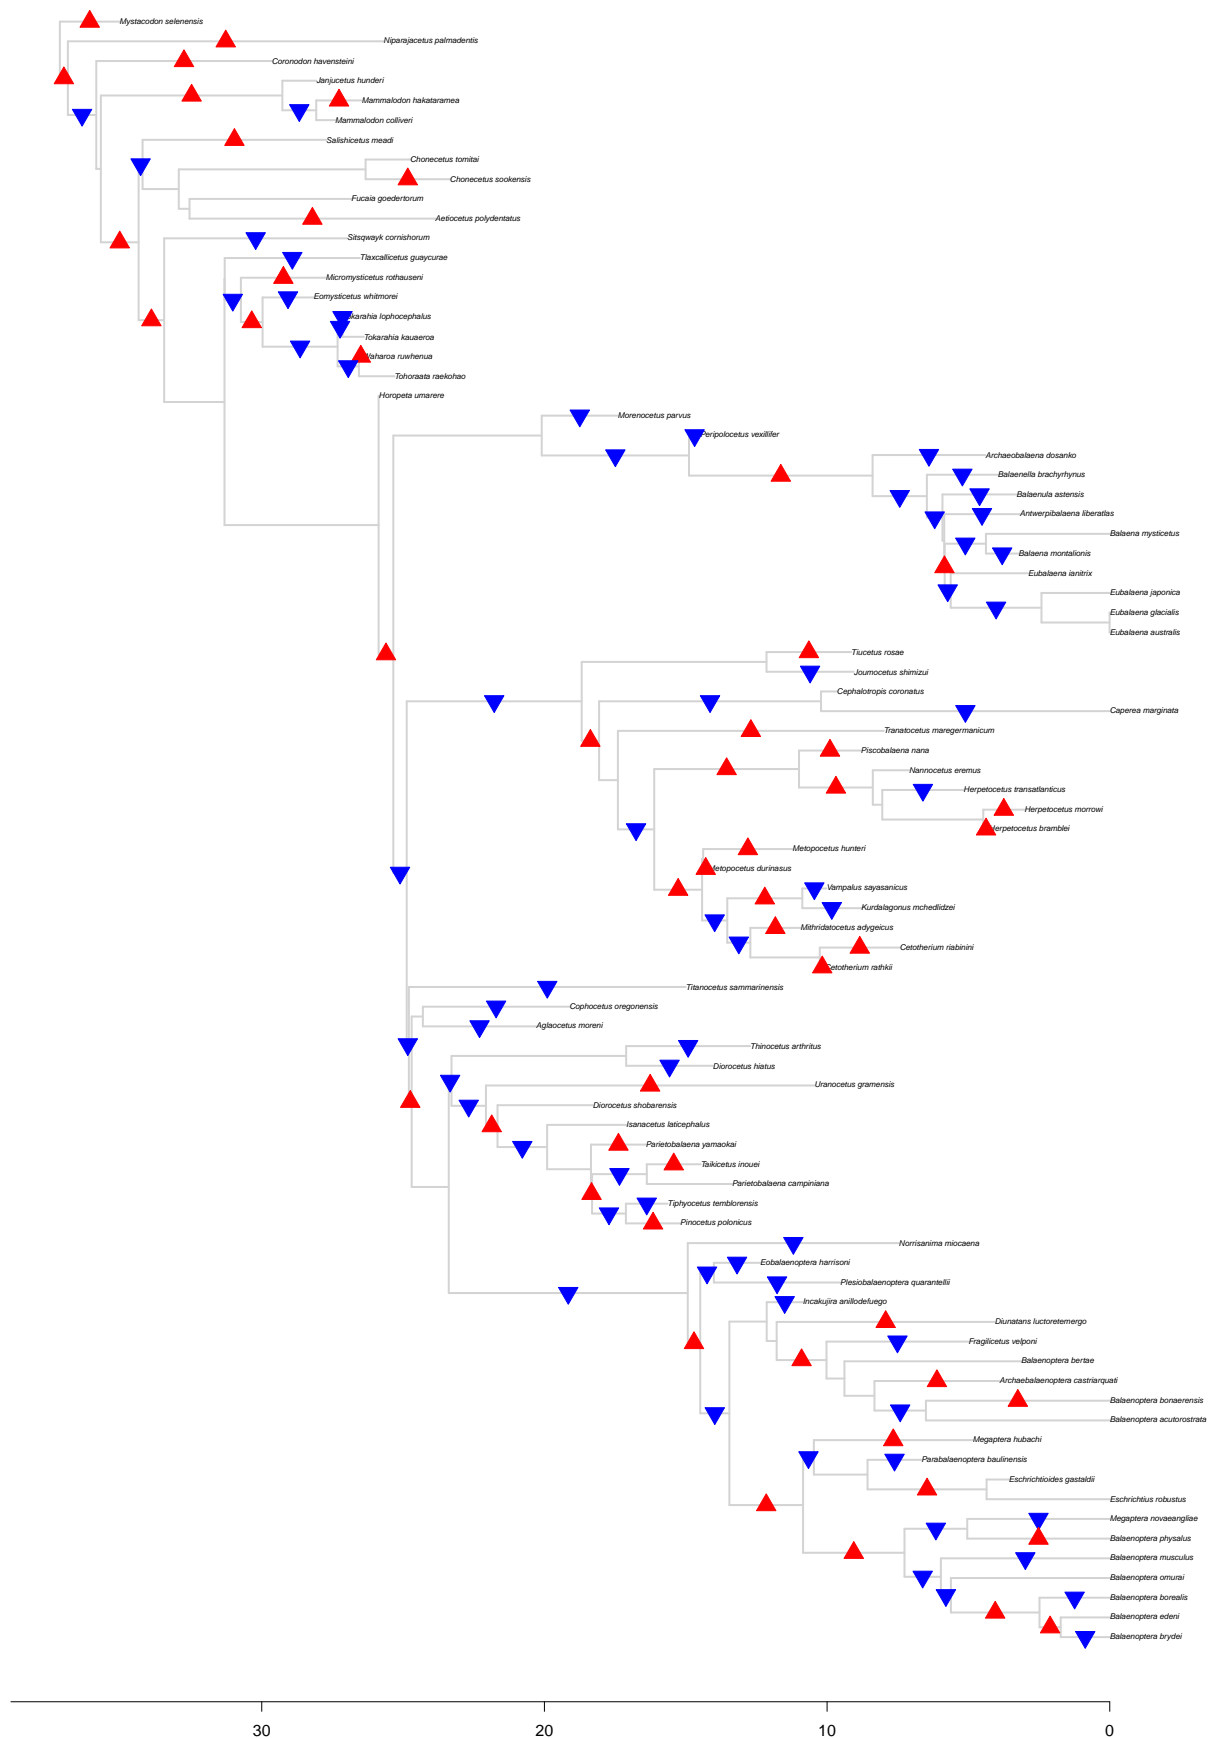 Mystacodon selenensis
Niparajacetus palmadentis
Coronodon havensteini
Janjucetus hunderi
Mammalodon hakataramea
Mammalodon colliveri
Salishicetus meadi
Chonecetus tomitai
Chonecetus sookensis
Fucaia goedertorum
Aetiocetus polydentatus
Sitsqwayk cornishorum
Tlaxcallicetus guaycurae
Micromysticetus rothauseni
Eomysticetus whitmorei
lophocephalus
Tokarahia kauaeroa
ruwhenua
Tohoraata raekohao
Horopeta umarere
Morenocetus parvus
Peripolocetus vexillifer
Archaeobalaena dosanko
Balaenella brachyrhynus
Balaenula astensis
Antwerpibalaena liberatlas
Balaena mysticetus
Balaena montalionis
Eubalaena ianitrix
Eubalaena japonica
Eubalaena glacialis
Eubalaena australis
Tiucetus rosae
Joumocetus shimizui
Cephalotropis coronatus
Caperea marginata
Tranatocetus maregermanicum
Piscobalaena nana
Nannocetus eremus
Herpetocetus transatlanticus
Herpetocetus morrowi
Herpetocetus bramblei
Metopocetus hunteri
Metopocetus durinasus
Vampalus sayasanicus
Kurdalagonus mchedlidzei
Mithridatocetus adygeicus
Cetotherium riabinini
Cetotherium rathkii
Titanocetus sammarinensis
Cophocetus oregonensis
Aglaocetus moreni
Thinocetus arthritus
Diorocetus hiatus
Uranocetus gramensis
Diorocetus shobarensis
Isanacetus laticephalus
Parietobalaena yamaokai
Taikicetus inouei
Parietobalaena campiniana
Tiphyocetus temblorensis
Pinocetus polonicus
Norrisanima miocaena
Eobalaenoptera harrisoni
Plesiobalaenoptera quarantellii
Incakujira anillodefuego
Diunatans luctoretemergo
Fragilicetus velponi
Balaenoptera bertae
Archaebalaenoptera castriarquati
Balaenoptera bonaerensis
Balaenoptera acutorostrata
Megaptera hubachi
Parabalaenoptera baulinensis
Eschrichtioides gastaldii
Eschrichtius robustus
Megaptera novaeangliae
Balaenoptera physalus
Balaenoptera musculus
Balaenoptera omurai
Balaenoptera borealis
Balaenoptera edeni
Balaenoptera brydei
30 20 10 0